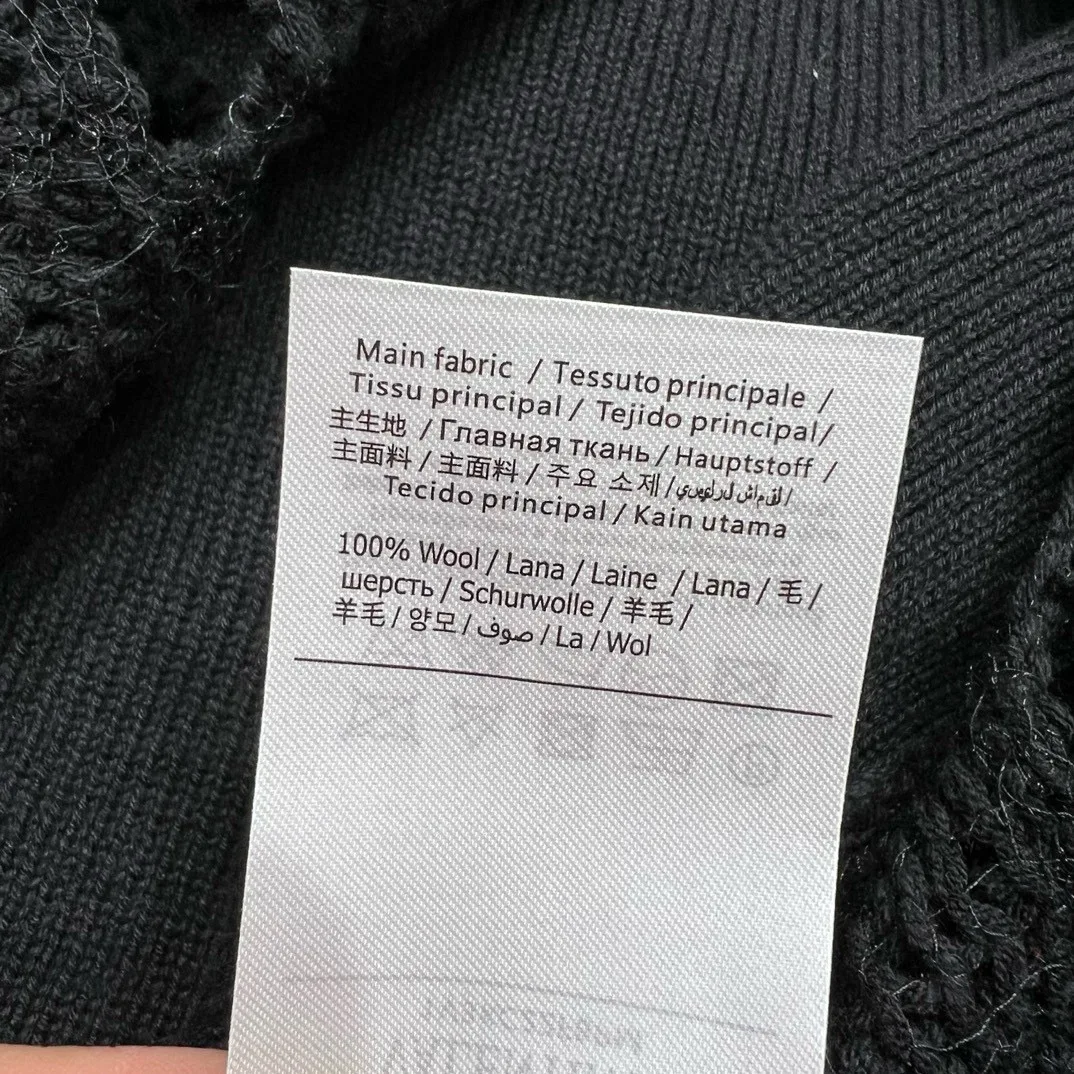 Main fabric / Tessuto principale /
Tissu principal / Tejido principal/
主生地 / Главная ткань / Hauptstoff /
主面料 / 主面料 / 주요 소제 /
Tecido principal / Kain utama
100% Wool / Lana / Laine / Lana / 毛 /
шерсть / Schurwolle / 羊毛 /
羊毛 / 양모 / صوف / La / Wol